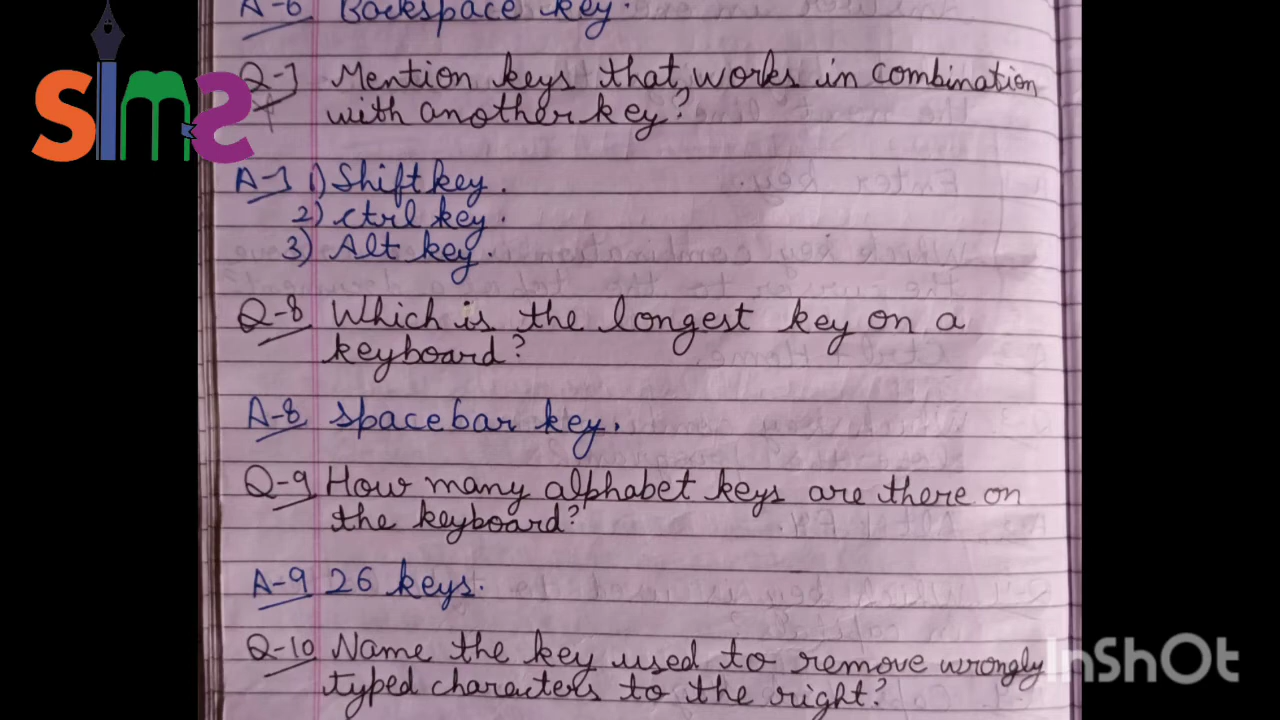 A-6 Backspace key.
SIMS
Q-7 Mention keys that works in combination
with another key?
A-7 1) Shift key.
2) Ctrl key.
3) Alt key.
Q-8 Which is the longest key on a
keyboard?
A-8 spacebar key.
Q-9 How many alphabet keys are there on
the keyboard?
A-9 26 keys.
Q-10 Name the key used to remove wrongly
typed characters to the right?
InShOt